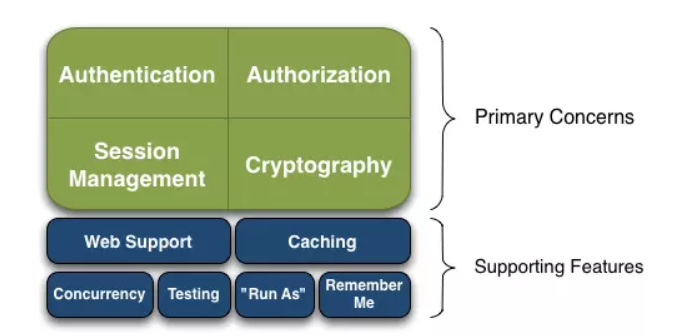 Authentication
Authorization
Primary Concerns
Session
Management
Cryptography
Web Support
Caching
Supporting Features
Concurrency
Testing
"Run As"
Remember
Me